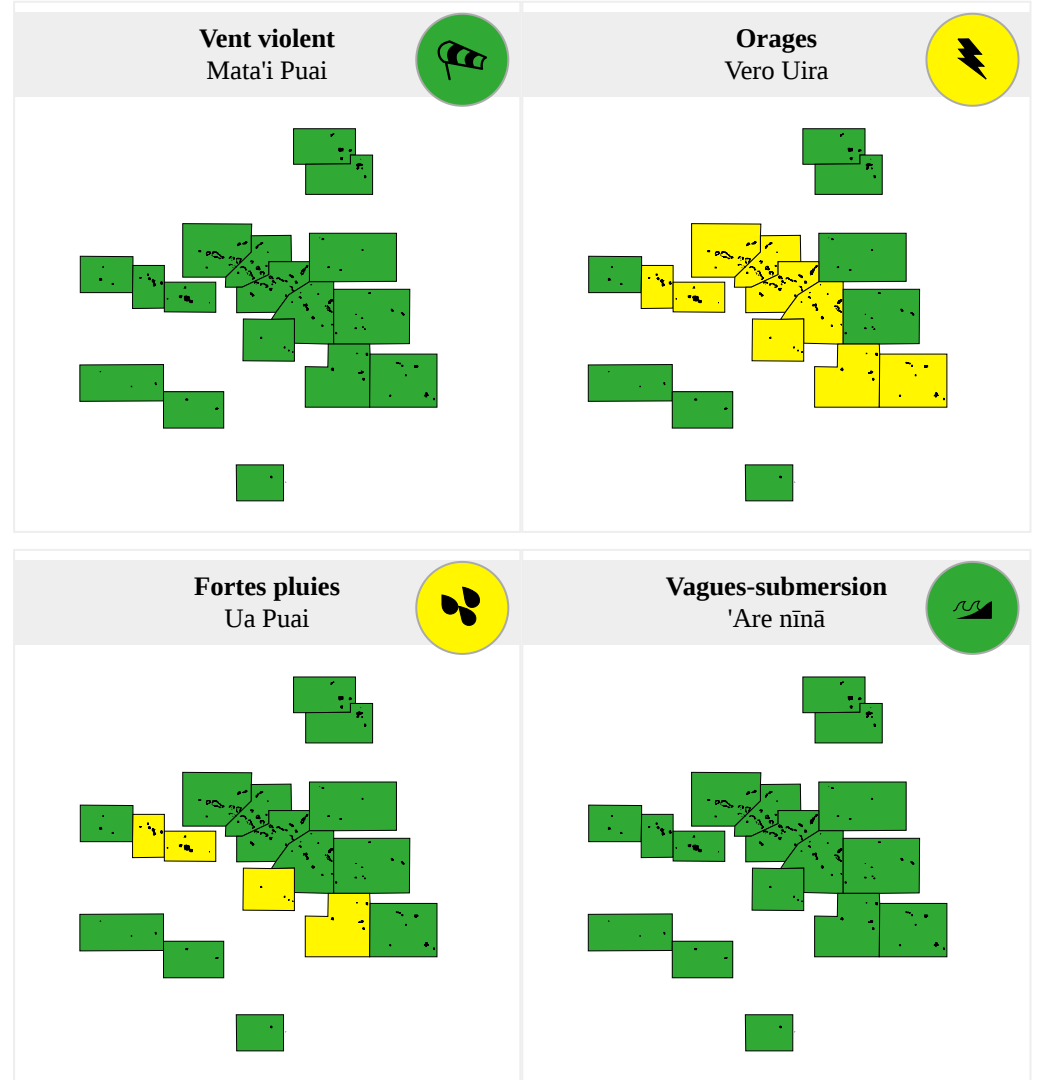 Vent violent
Mata'i Puai
Orages
Vero Uira
Fortes pluies
Ua Puai
Vagues-submersion
'Are nīnā